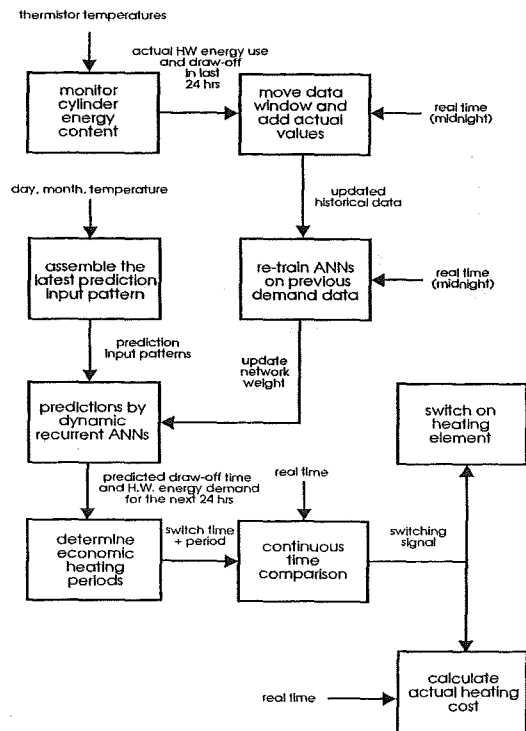 thermistor temperatures
actual HW energy use
and draw-off
in last
24 hrs
monitor
cylinder
energy
content
move data
window and
add actual
values
real time
(midnight)
day, month, temperature
updated
historical data
assemble the
latest prediction
input pattern
re-train ANNs
on previous
demand data
real time
(midnight)
prediction
input patterns
update
network
weight
predictions by
dynamic
recurrent ANNs
switch on
heating
element
predicted draw-off time
and H.W. energy demand
for the next 24 hrs
real time
determine
economic
heating
periods
switch time
+ period
continuous
time
comparison
switching
signal
calculate
actual heating
cost
real time